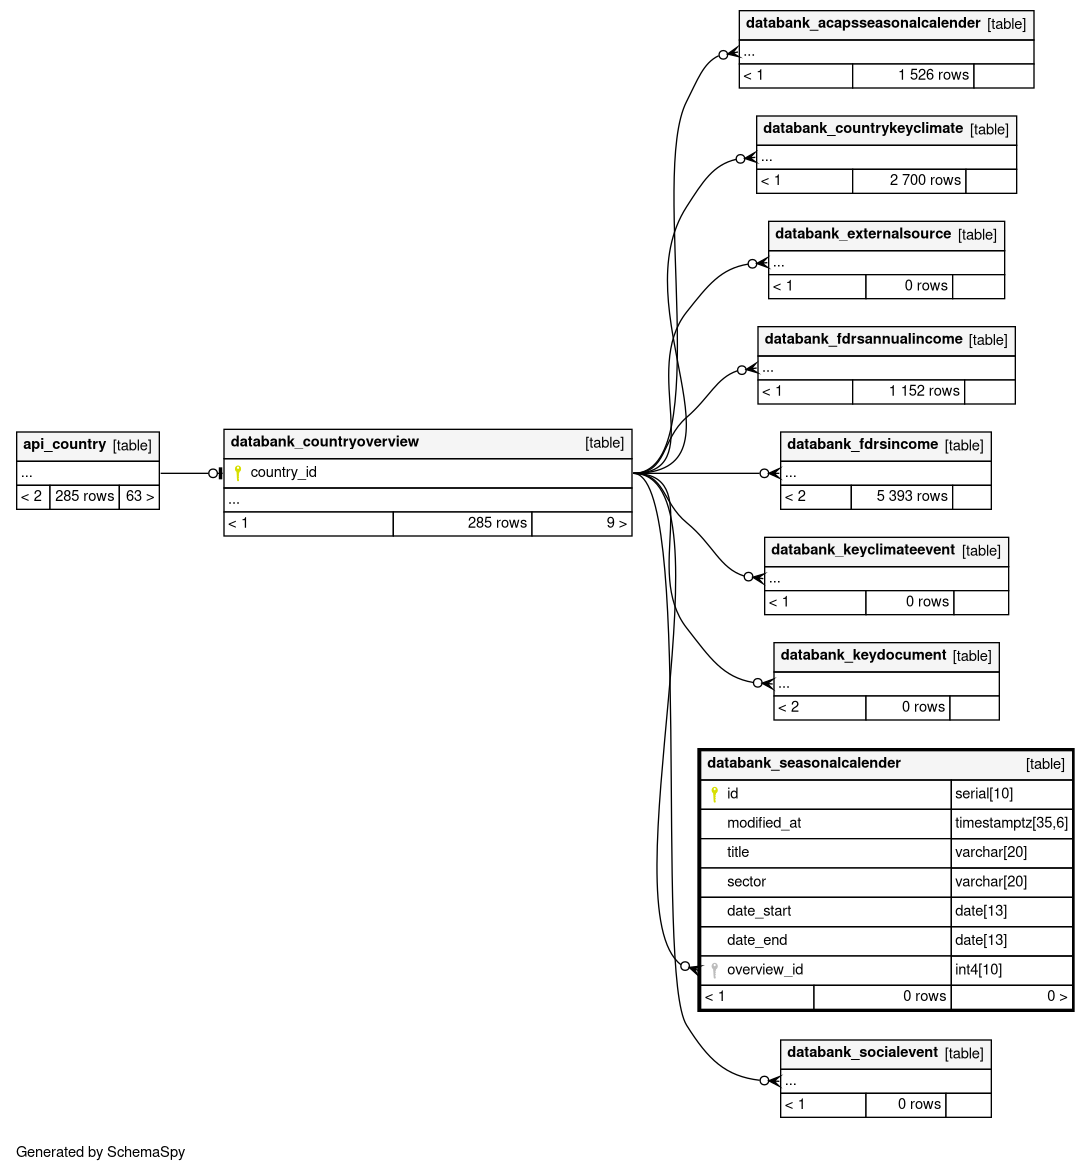 databank_acapsseasonalcalender [table]
...
< 1 1 526 rows
databank_countrykeyclimate [table]
...
< 1 2 700 rows
databank_externalsource [table]
...
< 1 0 rows
databank_fdrsannualincome [table]
...
< 1 1 152 rows
api_country [table]
...
< 2 285 rows 63 >
databank_countryoverview [table]
country_id
...
< 1 285 rows 9 >
databank_fdrsincome [table]
...
< 2 5 393 rows
databank_keyclimateevent [table]
...
< 1 0 rows
databank_keydocument [table]
...
< 2 0 rows
databank_seasonalcalender [table]
id serial[10]
modified_at timestamptz[35,6]
title varchar[20]
sector varchar[20]
date_start date[13]
date_end date[13]
overview_id int4[10]
< 1 0 rows 0 >
databank_socialevent [table]
...
< 1 0 rows
Generated by SchemaSpy